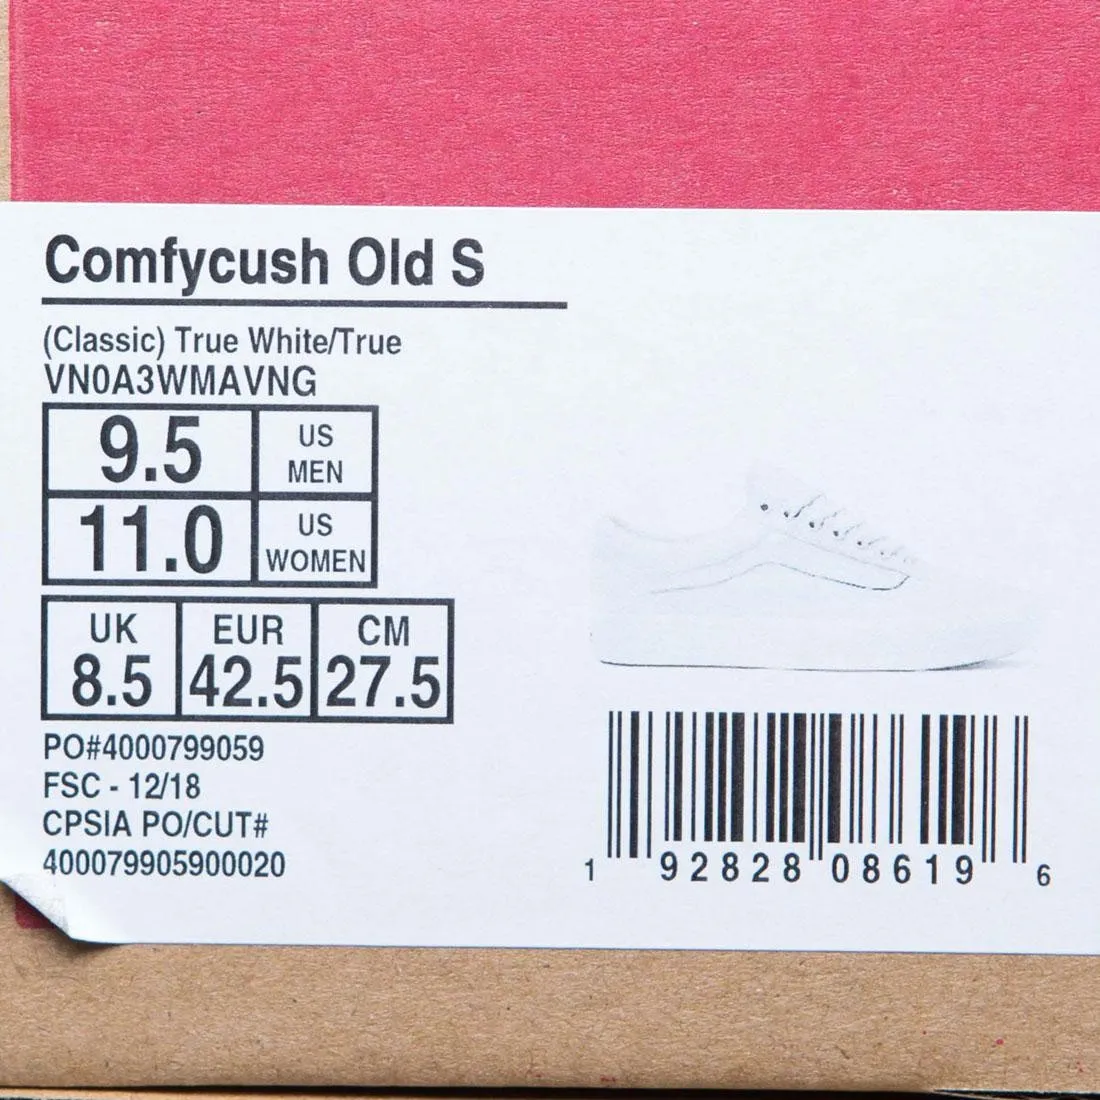 Comfycush Old S
(Classic) True White/True
VN0A3WMAVNG
9.5 US MEN
11.0 US WOMEN
UK EUR CM
8.5 42.5 27.5
PO#4000799059
FSC - 12/18
CPSIA PO/CUT#
400079905900020
1 92828 08619 6